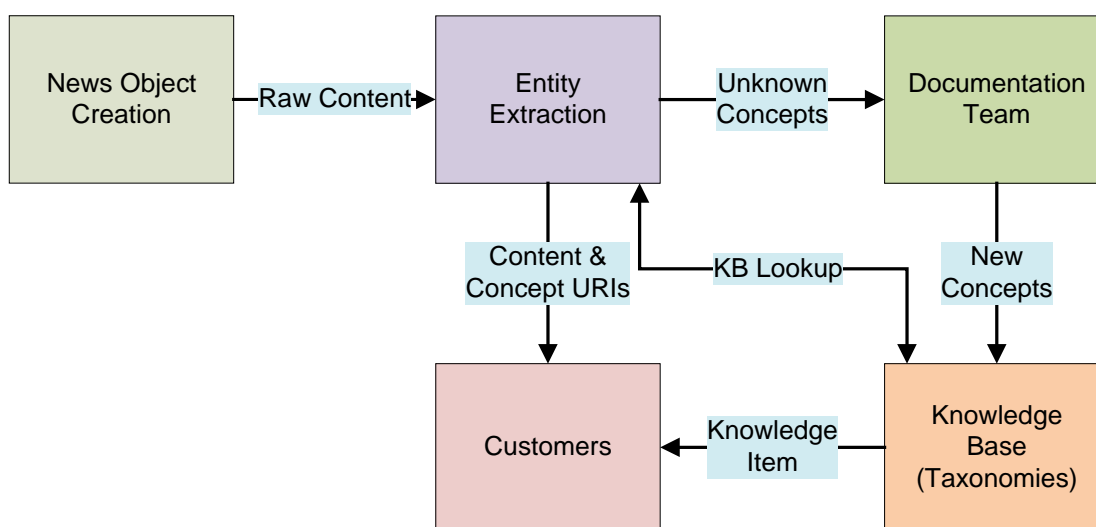 News Object
Creation
Raw Content
Entity
Extraction
Unknown
Concepts
Documentation
Team
Content &
Concept URIs
KB Lookup
New
Concepts
Customers
Knowledge
Item
Knowledge
Base
(Taxonomies)